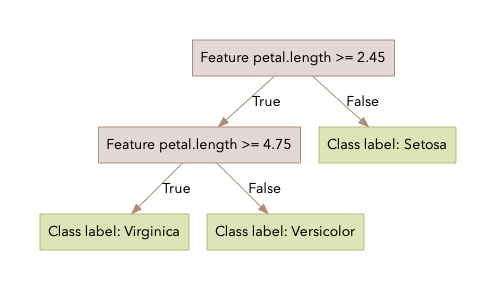 Feature petal.length >= 2.45
True
False
Feature petal.length >= 4.75
Class label: Setosa
True
False
Class label: Virginica
Class label: Versicolor